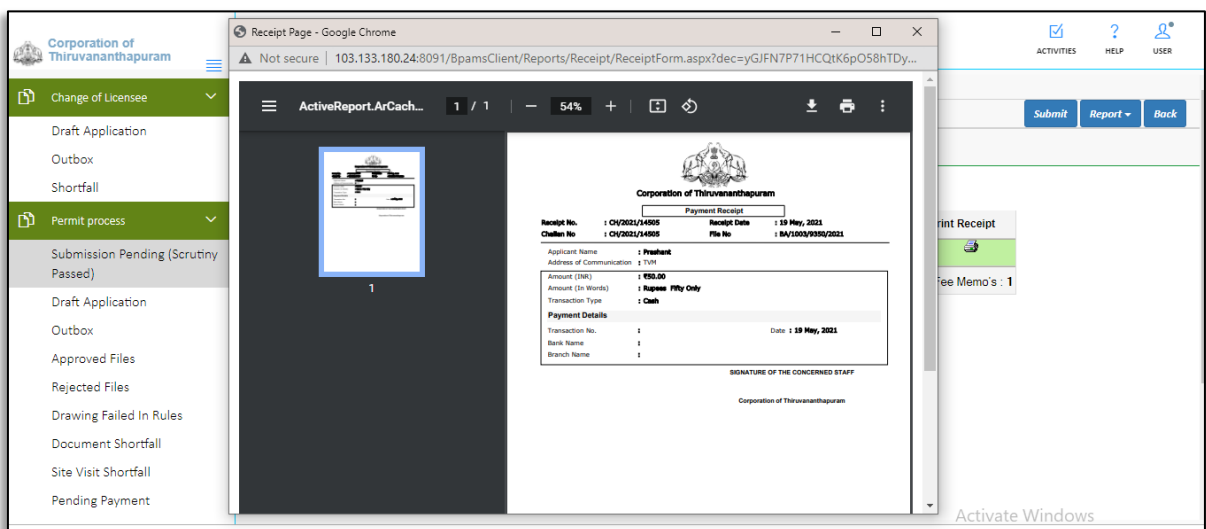 Corporation of
Thiruvananthapuram
Change of Licensee
Draft Application
Outbox
Shortfall
Permit process
Submission Pending (Scrutiny
Passed)
Draft Application
Outbox
Approved Files
Rejected Files
Drawing Failed In Rules
Document Shortfall
Site Visit Shortfall
Pending Payment
Receipt Page - Google Chrome
Not secure | 103.133.180.24:8091/BpamsClient/Reports/Receipt/ReceiptForm.aspx?dec=yGJFN7P71HCQtK6pO58hTDy...
ActiveReport.ArCach... 1 / 1 54%
1
Corporation of Thiruvananthapuram
Payment Receipt
Receipt No. : CH/2021/14505 Receipt Date : 19 May, 2021
Challan No : CH/2021/14505 File No : BA/1003/9350/2021
Applicant Name : Prashant
Address of Communication : TVM
Amount (INR) : ₹50.00
Amount (In Words) : Rupees Fifty Only
Transaction Type : Cash
Payment Details
Transaction No. : Date : 19 May, 2021
Bank Name :
Branch Name :
SIGNATURE OF THE CONCERNED STAFF
Corporation of Thiruvananthapuram
ACTIVITIES HELP USER
Submit Report Back
rint Receipt
Fee Memo's : 1
Activate Windows